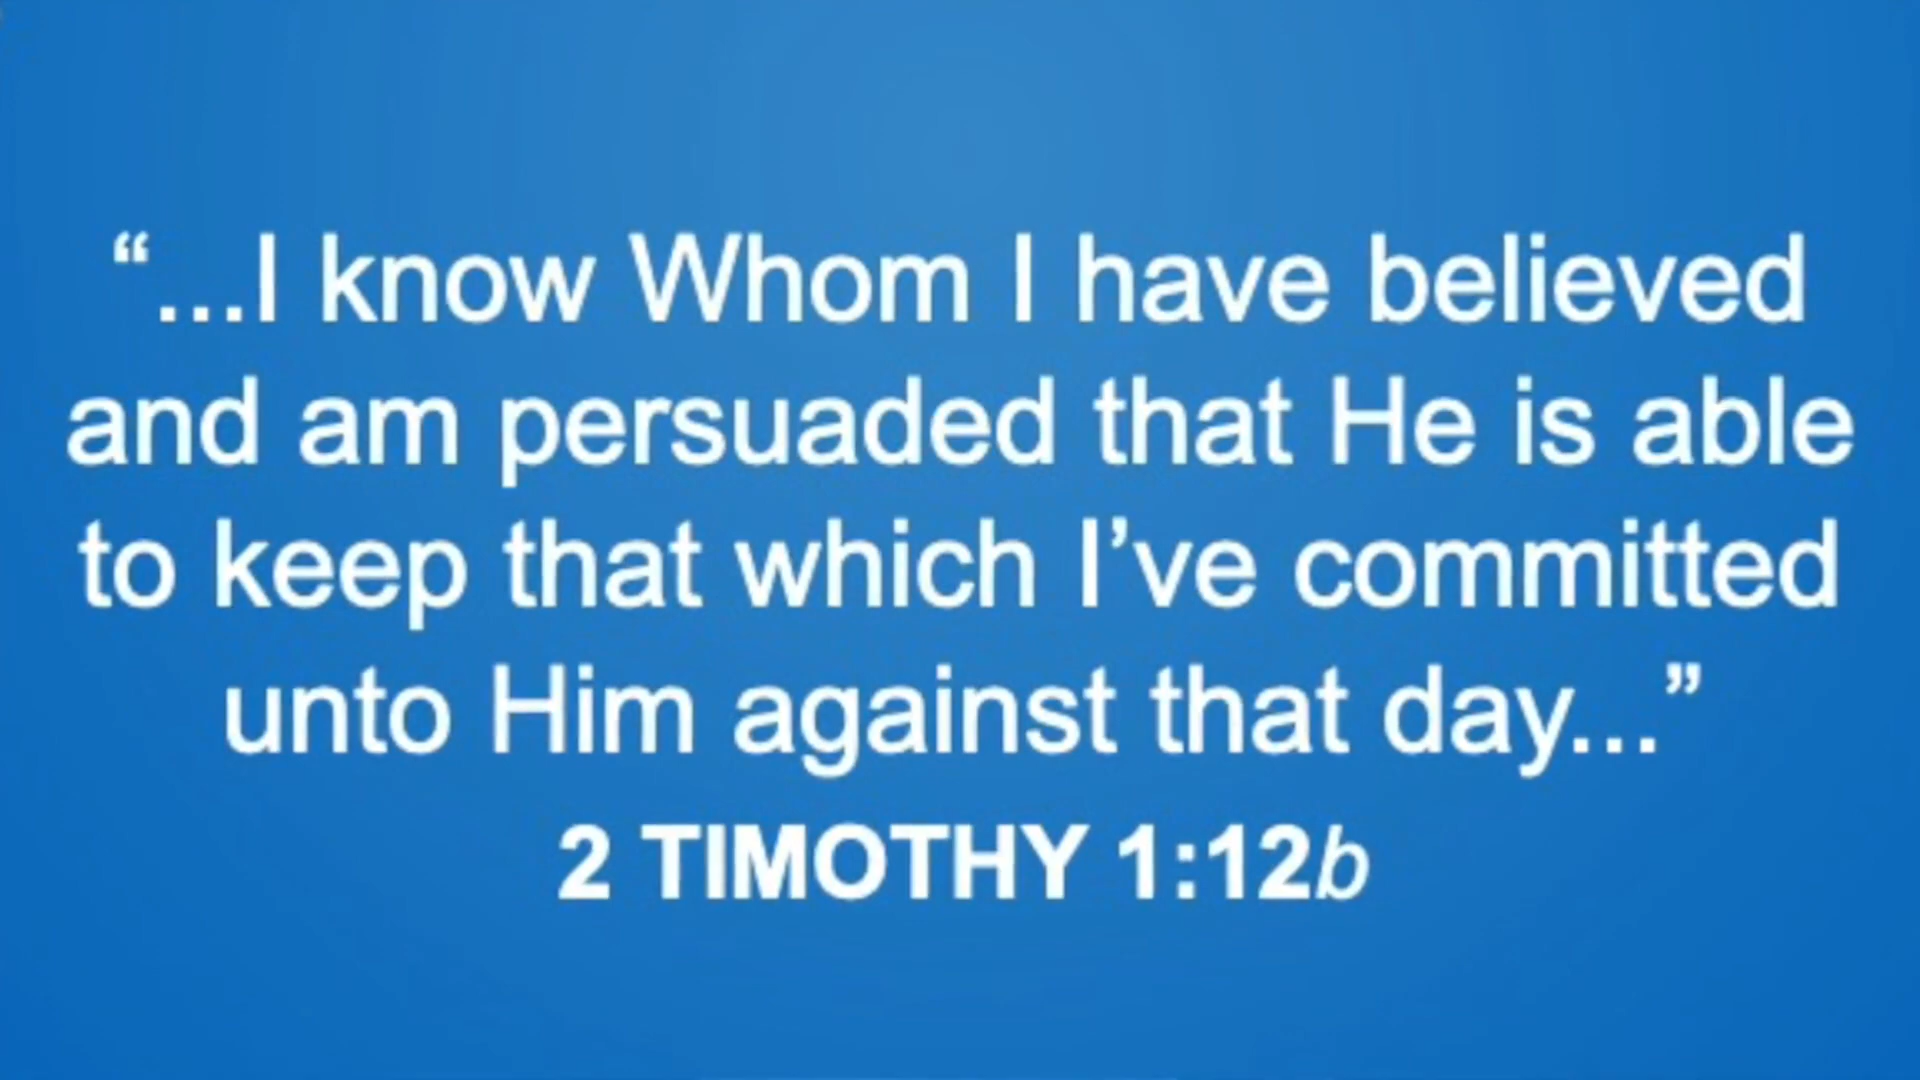 “...I know Whom I have believed
and am persuaded that He is able
to keep that which I’ve committed
unto Him against that day...”
2 TIMOTHY 1:12b